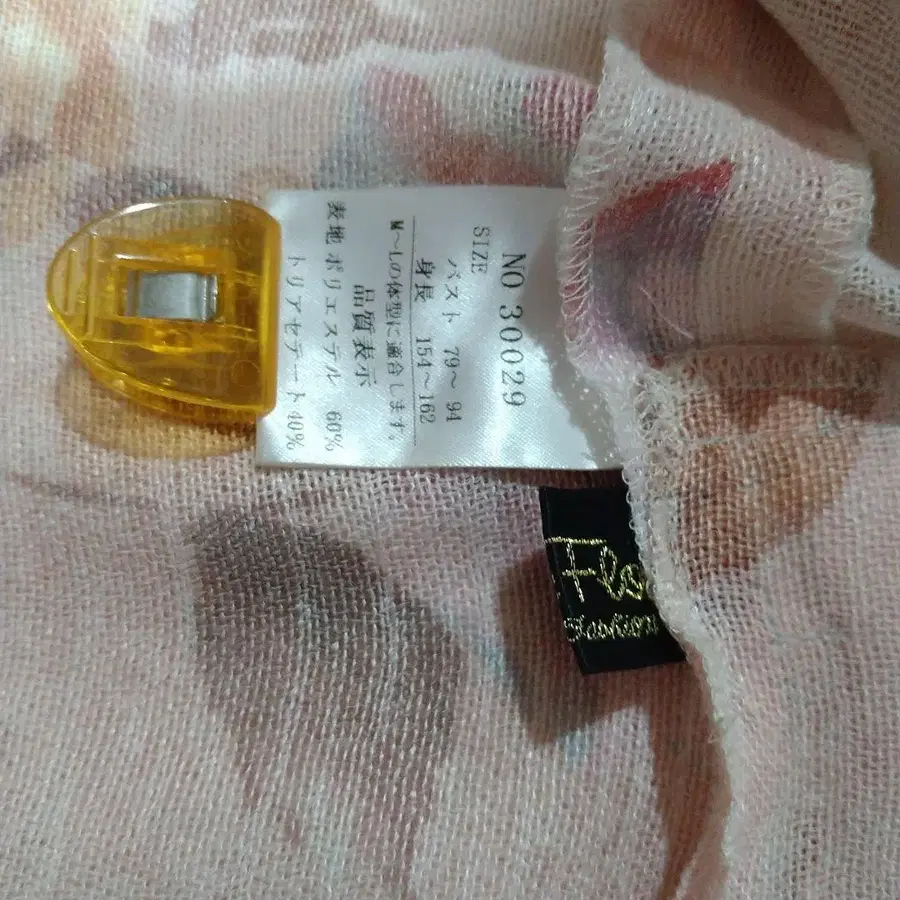 NO 30029
SIZE
バスト 79～94
身長 154～162
M～Lの体型に適合します。
品質表示
表地 ポリエステル 60%
トリアセテート 40%
Flo
Fashion